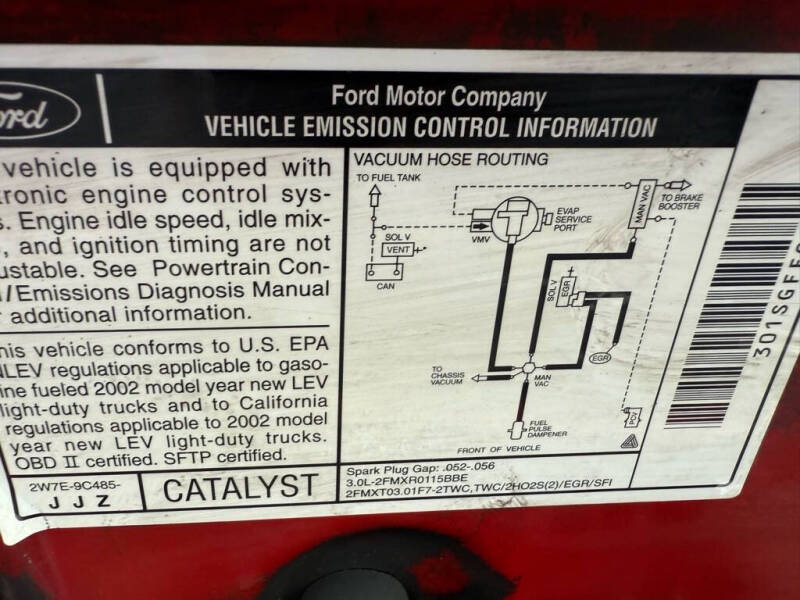 ord
Ford Motor Company
VEHICLE EMISSION CONTROL INFORMATION
vehicle is equipped with
tronic engine control sys-
s. Engine idle speed, idle mix-
, and ignition timing are not
ustable. See Powertrain Con-
l/Emissions Diagnosis Manual
r additional information.
his vehicle conforms to U.S. EPA
NLEV regulations applicable to gaso-
ine fueled 2002 model year new LEV
light-duty trucks and to California
regulations applicable to 2002 model
year new LEV light-duty trucks.
OBD II certified. SFTP certified.
2W7E-9C485-
J J Z
CATALYST
VACUUM HOSE ROUTING
TO FUEL TANK
SOL V
VENT
CAN
VMV
EVAP
SERVICE
PORT
MAN VAC
TO BRAKE
BOOSTER
SOL V
EGR
EGR
TO
CHASSIS
VACUUM
MAN
VAC
FUEL
PULSE
DAMPENER
PCV
FRONT OF VEHICLE
Spark Plug Gap: .052-.056
3.0L-2FMXR0115BBE
2FMXT03.01F7-2TWC,TWC/2HO2S(2)/EGR/SFI
301SGFF